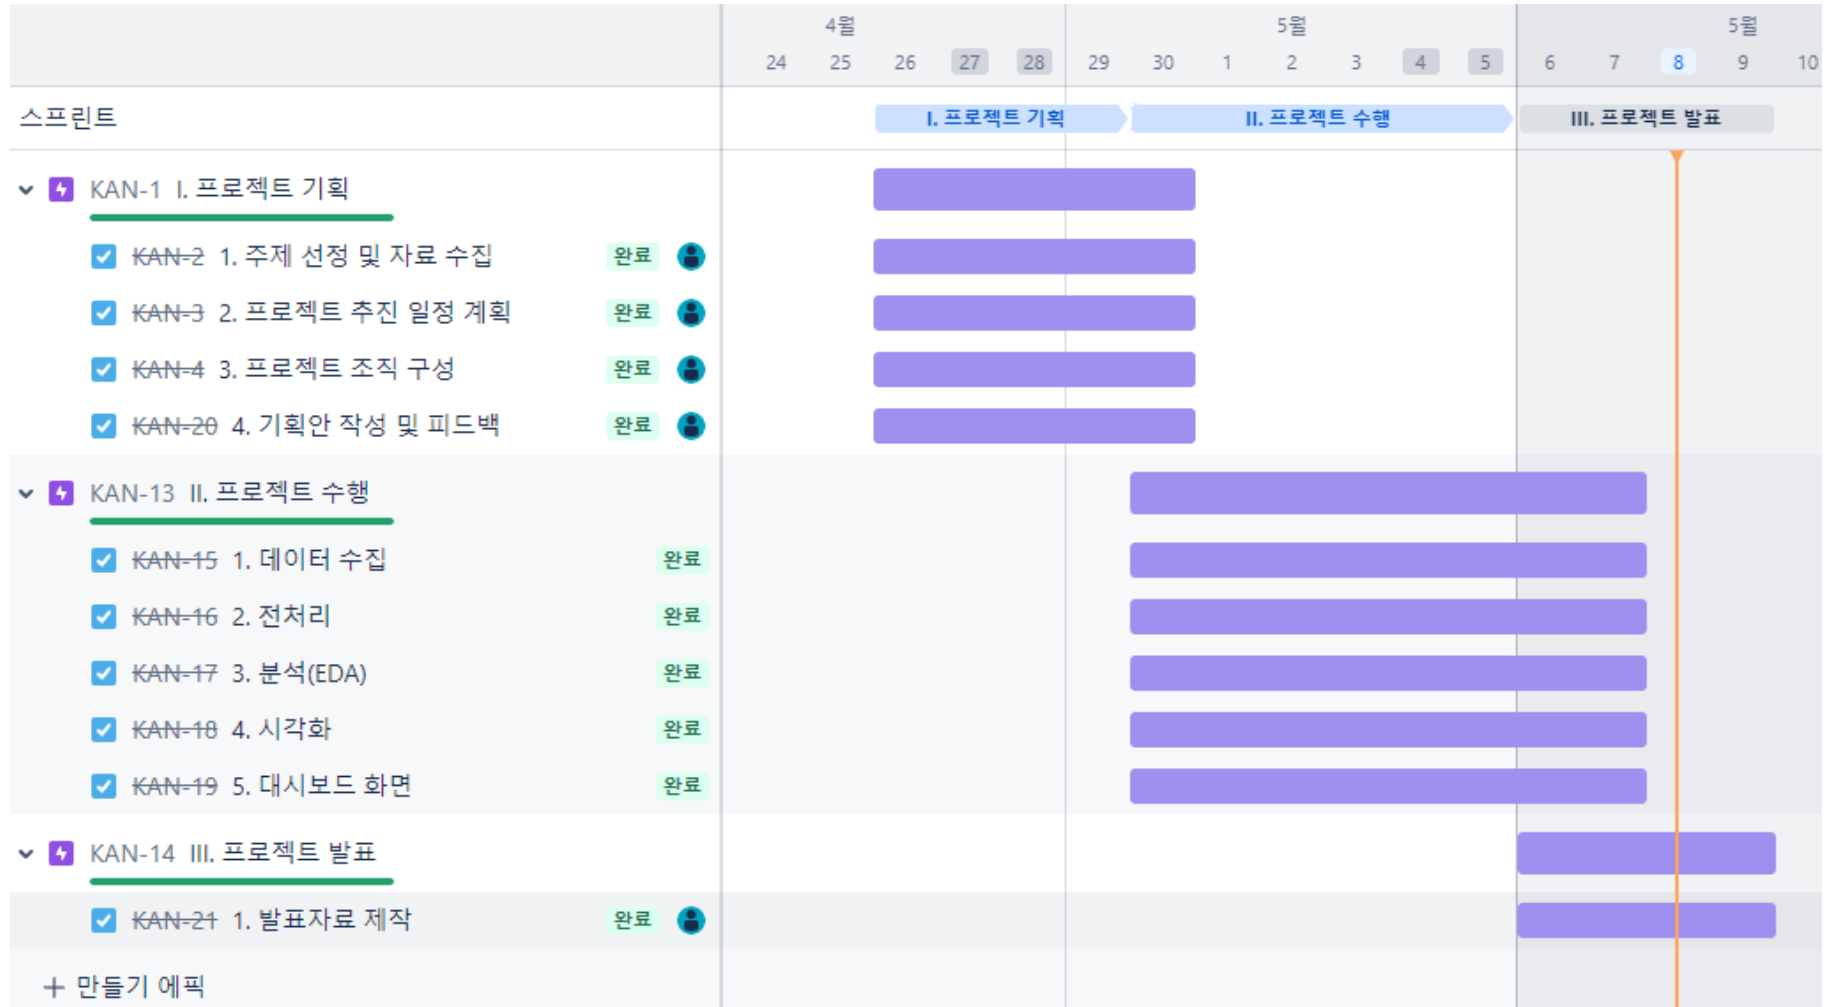 4월 5월 5월
24 25 26 27 28 29 30 1 2 3 4 5 6 7 8 9 10
스프린트 I. 프로젝트 기획 II. 프로젝트 수행 III. 프로젝트 발표
KAN-1 I. 프로젝트 기획
KAN-2 1. 주제 선정 및 자료 수집 완료
KAN-3 2. 프로젝트 추진 일정 계획 완료
KAN-4 3. 프로젝트 조직 구성 완료
KAN-20 4. 기획안 작성 및 피드백 완료
KAN-13 II. 프로젝트 수행
KAN-15 1. 데이터 수집 완료
KAN-16 2. 전처리 완료
KAN-17 3. 분석(EDA) 완료
KAN-18 4. 시각화 완료
KAN-19 5. 대시보드 화면 완료
KAN-14 III. 프로젝트 발표
KAN-21 1. 발표자료 제작 완료
+ 만들기 에픽